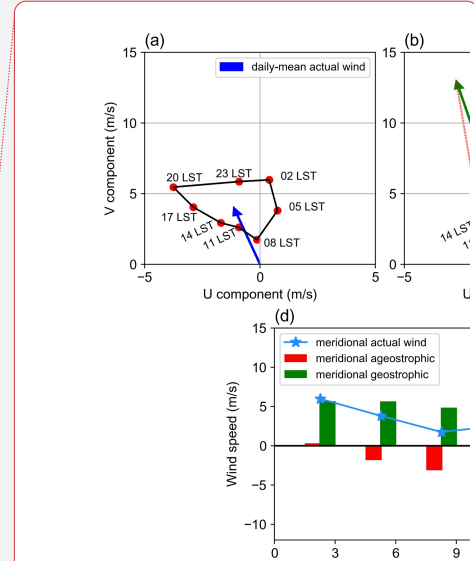 (a)
(b)
15
10
5
0
V component (m/s)
daily-mean actual wind
20 LST
23 LST
02 LST
05 LST
17 LST
14 LST
11 LST
08 LST
−5
0
5
U component (m/s)
15
10
5
0
−5
14 LST
U
(d)
15
10
5
0
−5
−10
Wind speed (m/s)
meridional actual wind
meridional ageostrophic
meridional geostrophic
0
3
6
9